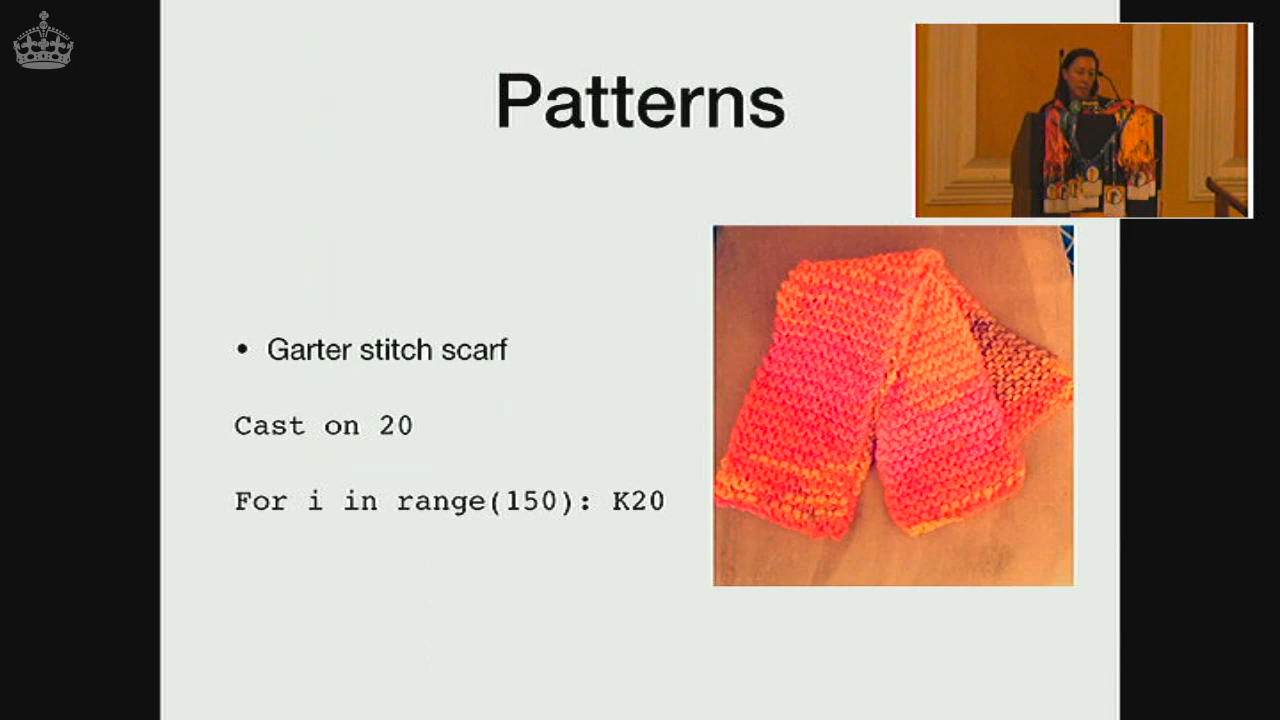 Patterns
• Garter stitch scarf
Cast on 20
For i in range(150): K20